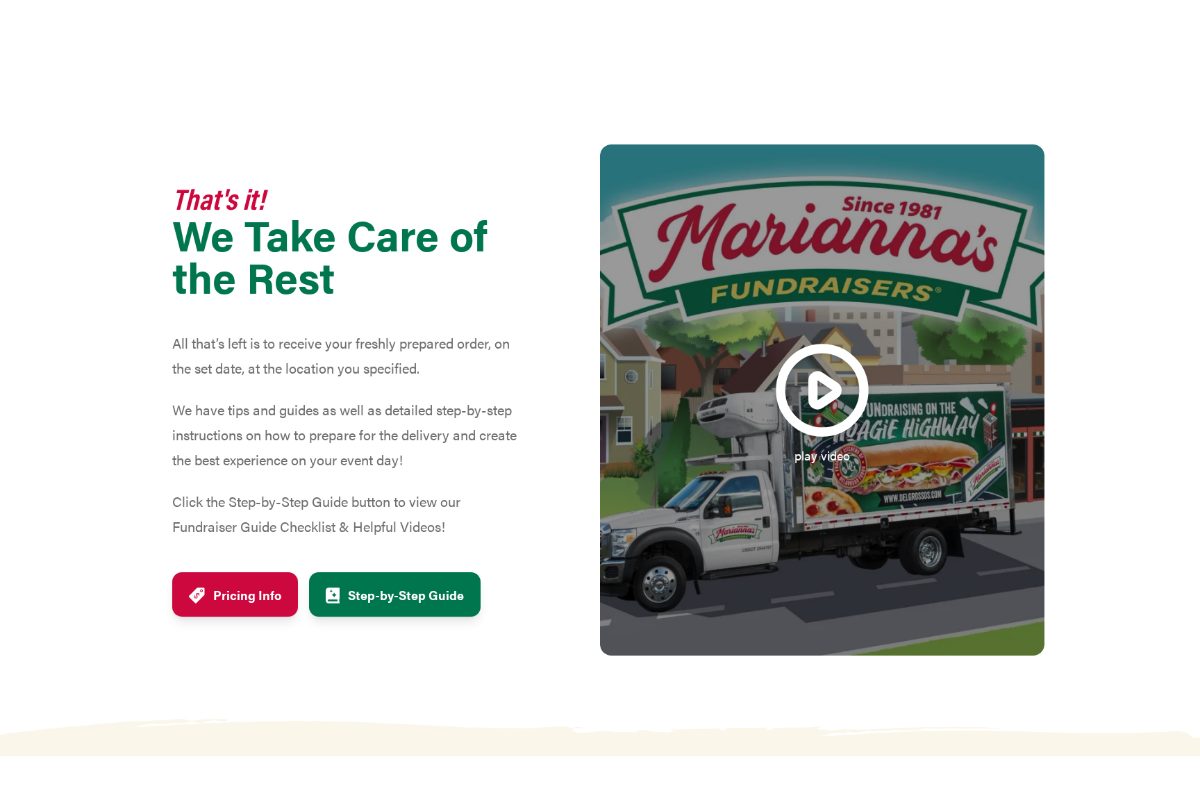 That's it!
We Take Care of
the Rest
All that's left is to receive your freshly prepared order, on
the set date, at the location you specified.
We have tips and guides as well as detailed step-by-step
instructions on how to prepare for the delivery and create
the best experience on your event day!
Click the Step-by-Step Guide button to view our
Fundraiser Guide Checklist & Helpful Videos!
Pricing Info
Step-by-Step Guide
Since 1981
Marianna's
FUNDRAISERS®
FUNDRAISING ON THE
HOAGIE HIGHWAY
play video
WWW.DELGROSSOS.COM
Marianna's
Marianna's